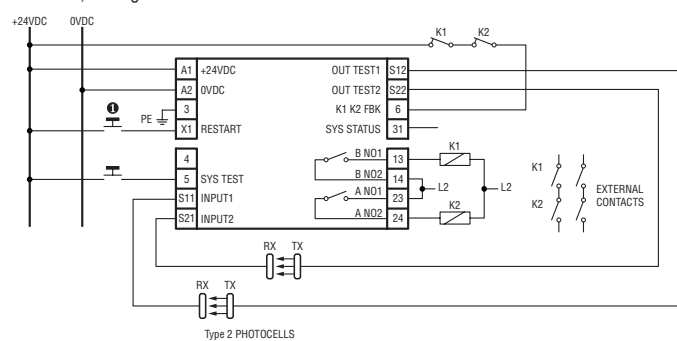 +24VDC 0VDC
K1 K2
A1 +24VDC OUT TEST1 S12
A2 0VDC OUT TEST2 S22
PE 3 K1 K2 FBK 6
❶
X1 RESTART SYS STATUS 31
4 B NO1 13 K1
5 SYS TEST B NO2 14
S11 INPUT1 A NO1 23
S21 INPUT2 A NO2 24
L2 L2
K2
K1
K2
EXTERNAL
CONTACTS
RX TX
RX TX
Type 2 PHOTOCELLS